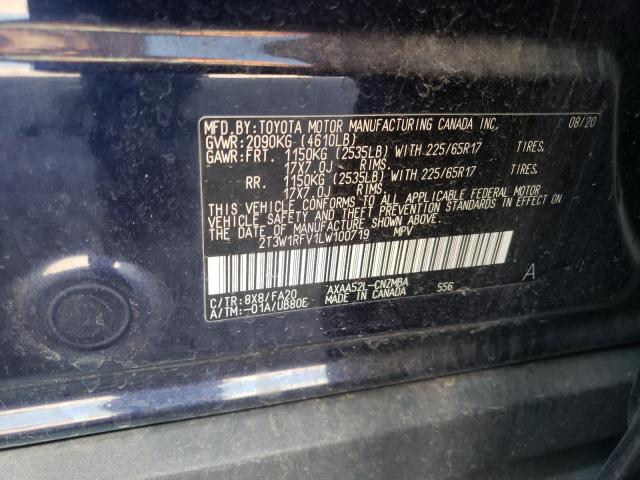 MFD.BY:TOYOTA MOTOR MANUFACTURING CANADA INC. 08/20
GVWR:2090KG (4610LB)
GAWR:FRT. 1150KG (2535LB) WITH 225/65R17 TIRES,
17X7.0J RIMS.
RR. 1150KG (2535LB) WITH 225/65R17 TIRES,
17X7.0J RIMS.
THIS VEHICLE CONFORMS TO ALL APPLICABLE FEDERAL MOTOR
VEHICLE SAFETY AND THEFT PREVENTION STANDARDS IN EFFECT ON
THE DATE OF MANUFACTURE SHOWN ABOVE.
2T3W1RFV1LW100719 MPV
A
C/TR:8X8/FA20 AXAA52L-CNZMBA 556
A/TM:-01A/UB80E MADE IN CANADA